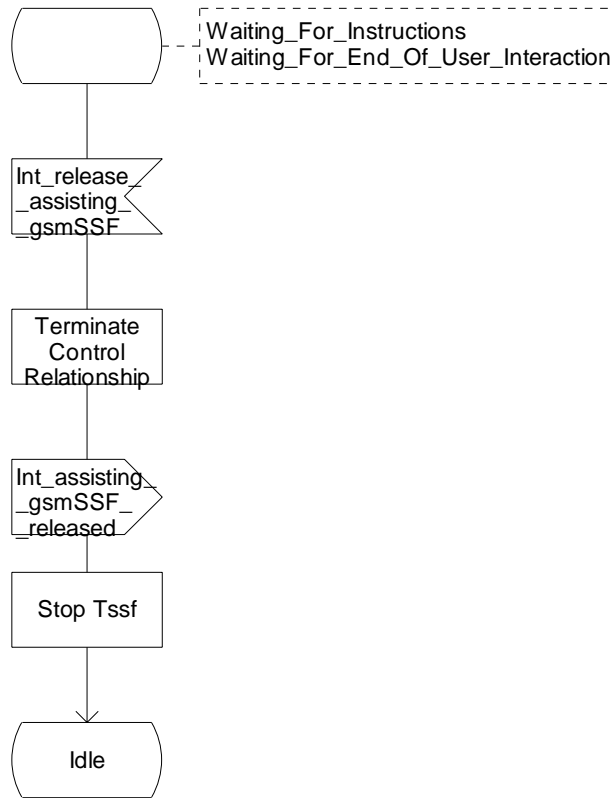 Waiting_For_Instructions
Waiting_For_End_Of_User_Interaction
Int_release_
_assisting_
_gsmSSF
Terminate
Control
Relationship
Int_assisting_
_gsmSSF_
_released
Stop Tssf
Idle